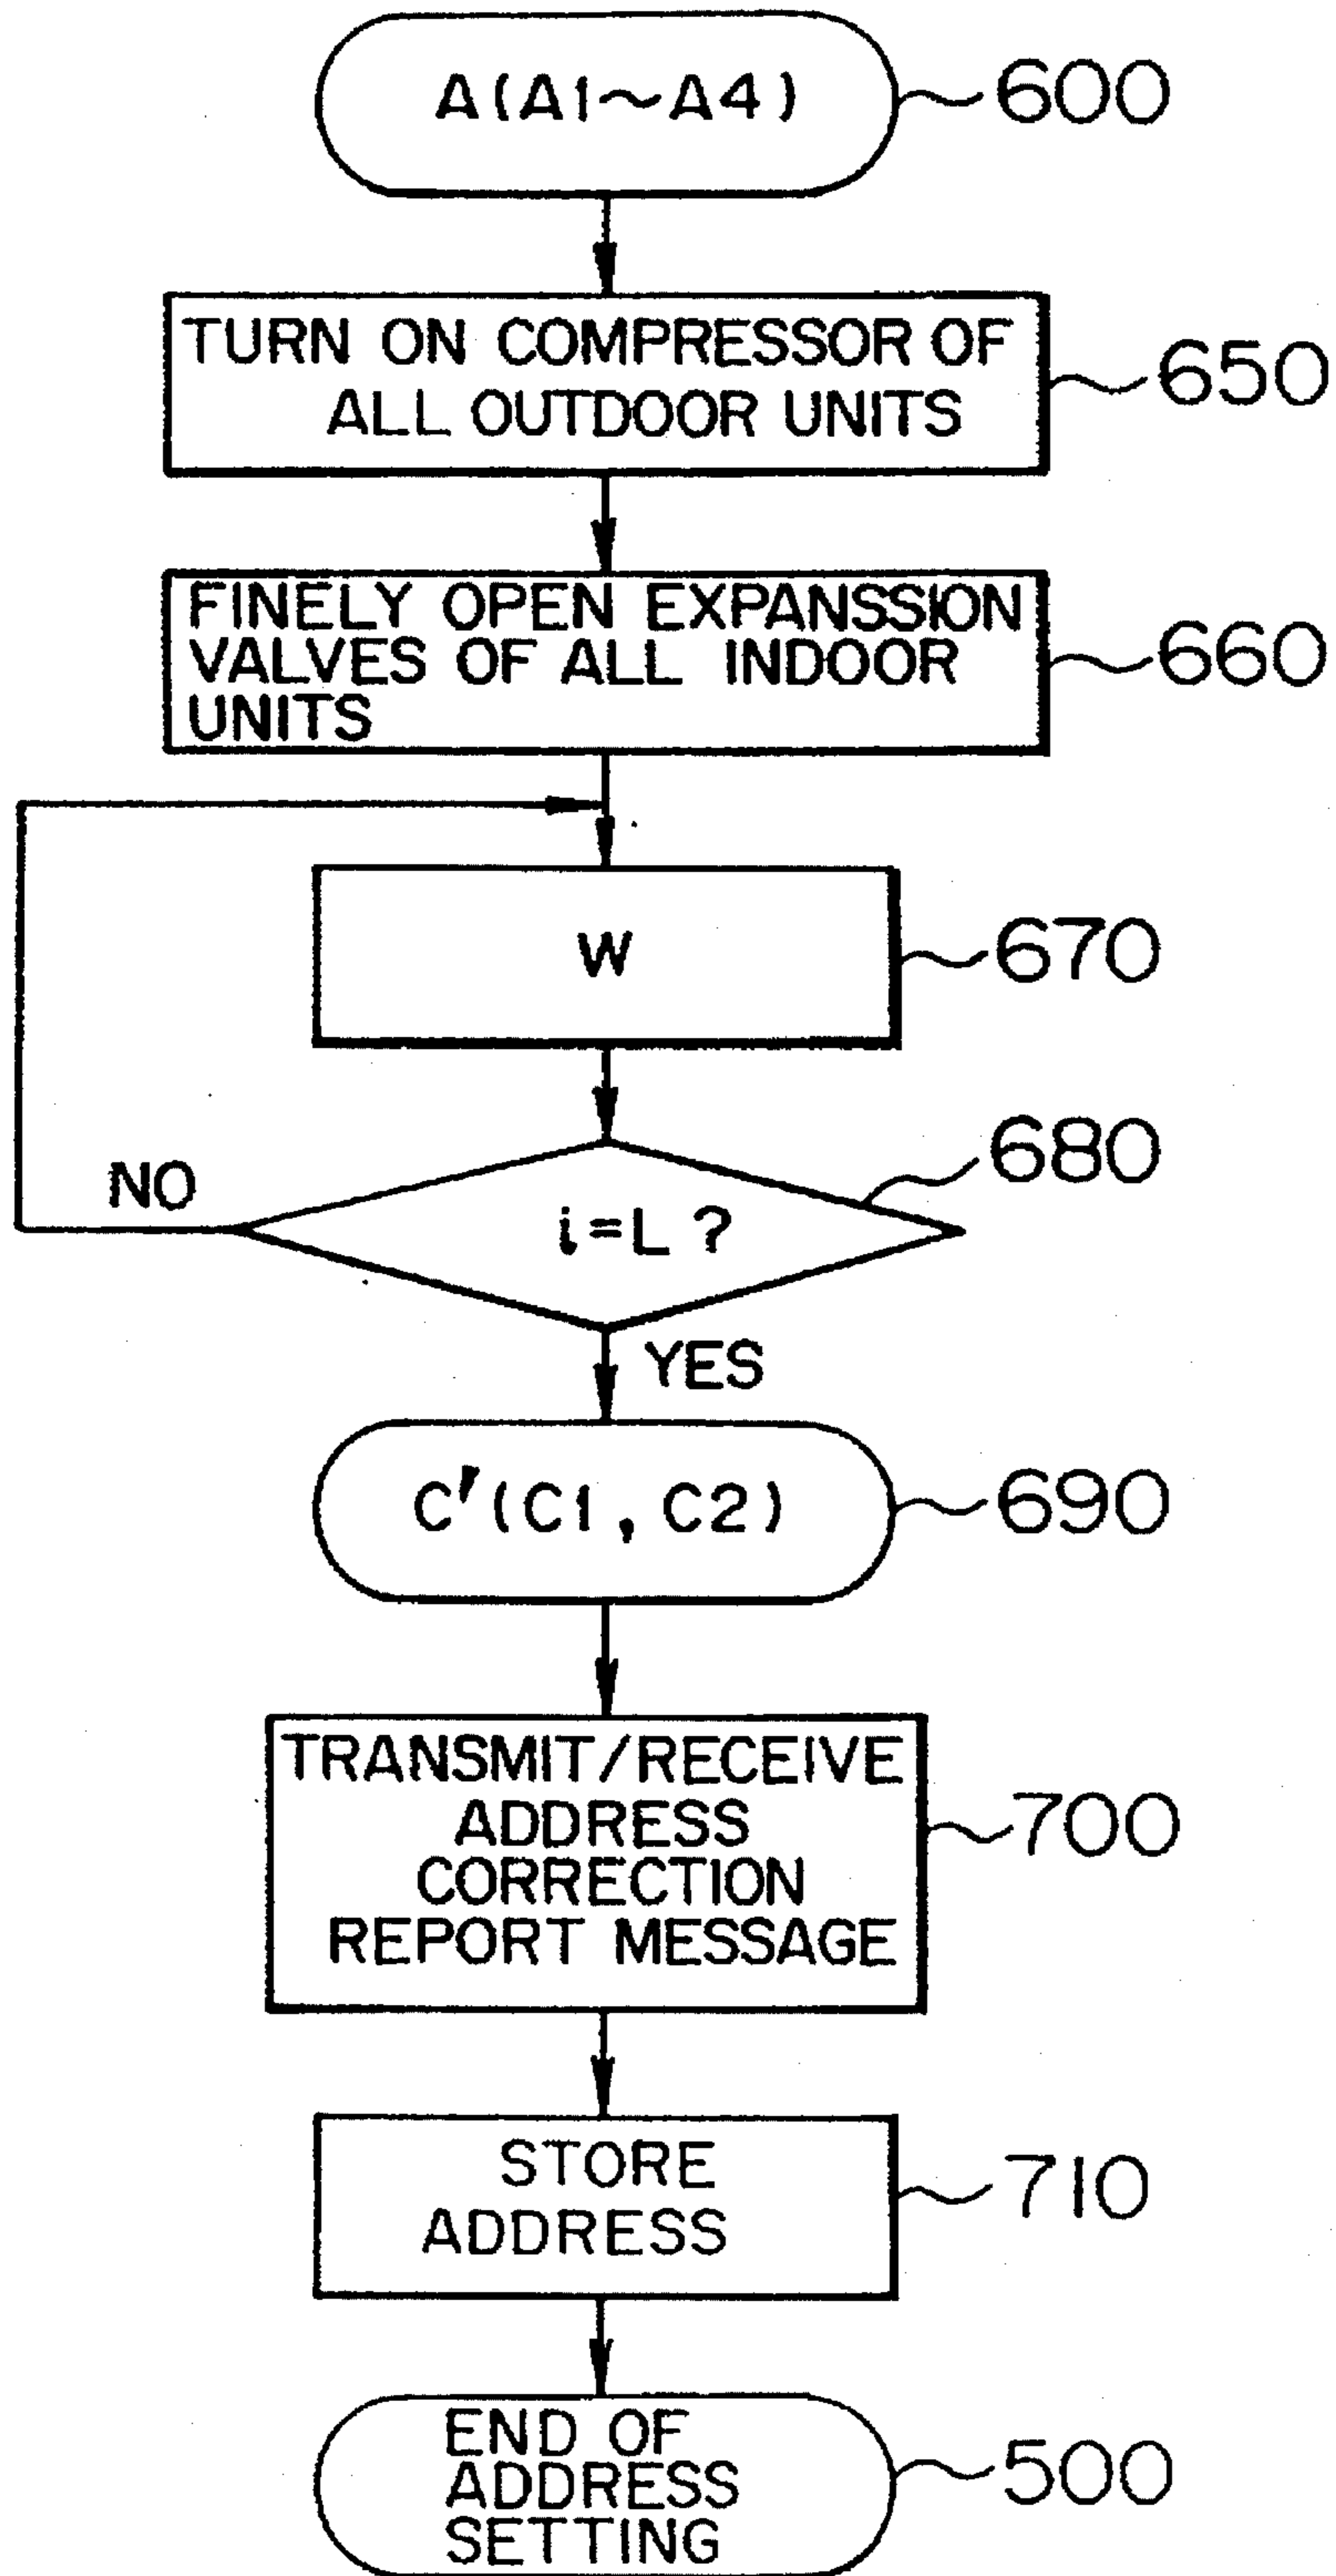 A(A1~A4)
600
TURN ON COMPRESSOR OF
ALL OUTDOOR UNITS
650
FINELY OPEN EXPANSSION
VALVES OF ALL INDOOR
UNITS
660
W
670
680
NO
i=L?
YES
C'(C1, C2)
690
TRANSMIT/RECEIVE
ADDRESS
CORRECTION
REPORT MESSAGE
700
STORE
ADDRESS
710
END OF
ADDRESS
SETTING
500